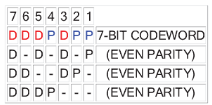 7 6 5 4 3 2 1
D D D P D P P 7-BIT CODEWORD
D - D - D - P (EVEN PARITY)
D D - - D P - (EVEN PARITY)
D D D P - - - (EVEN PARITY)